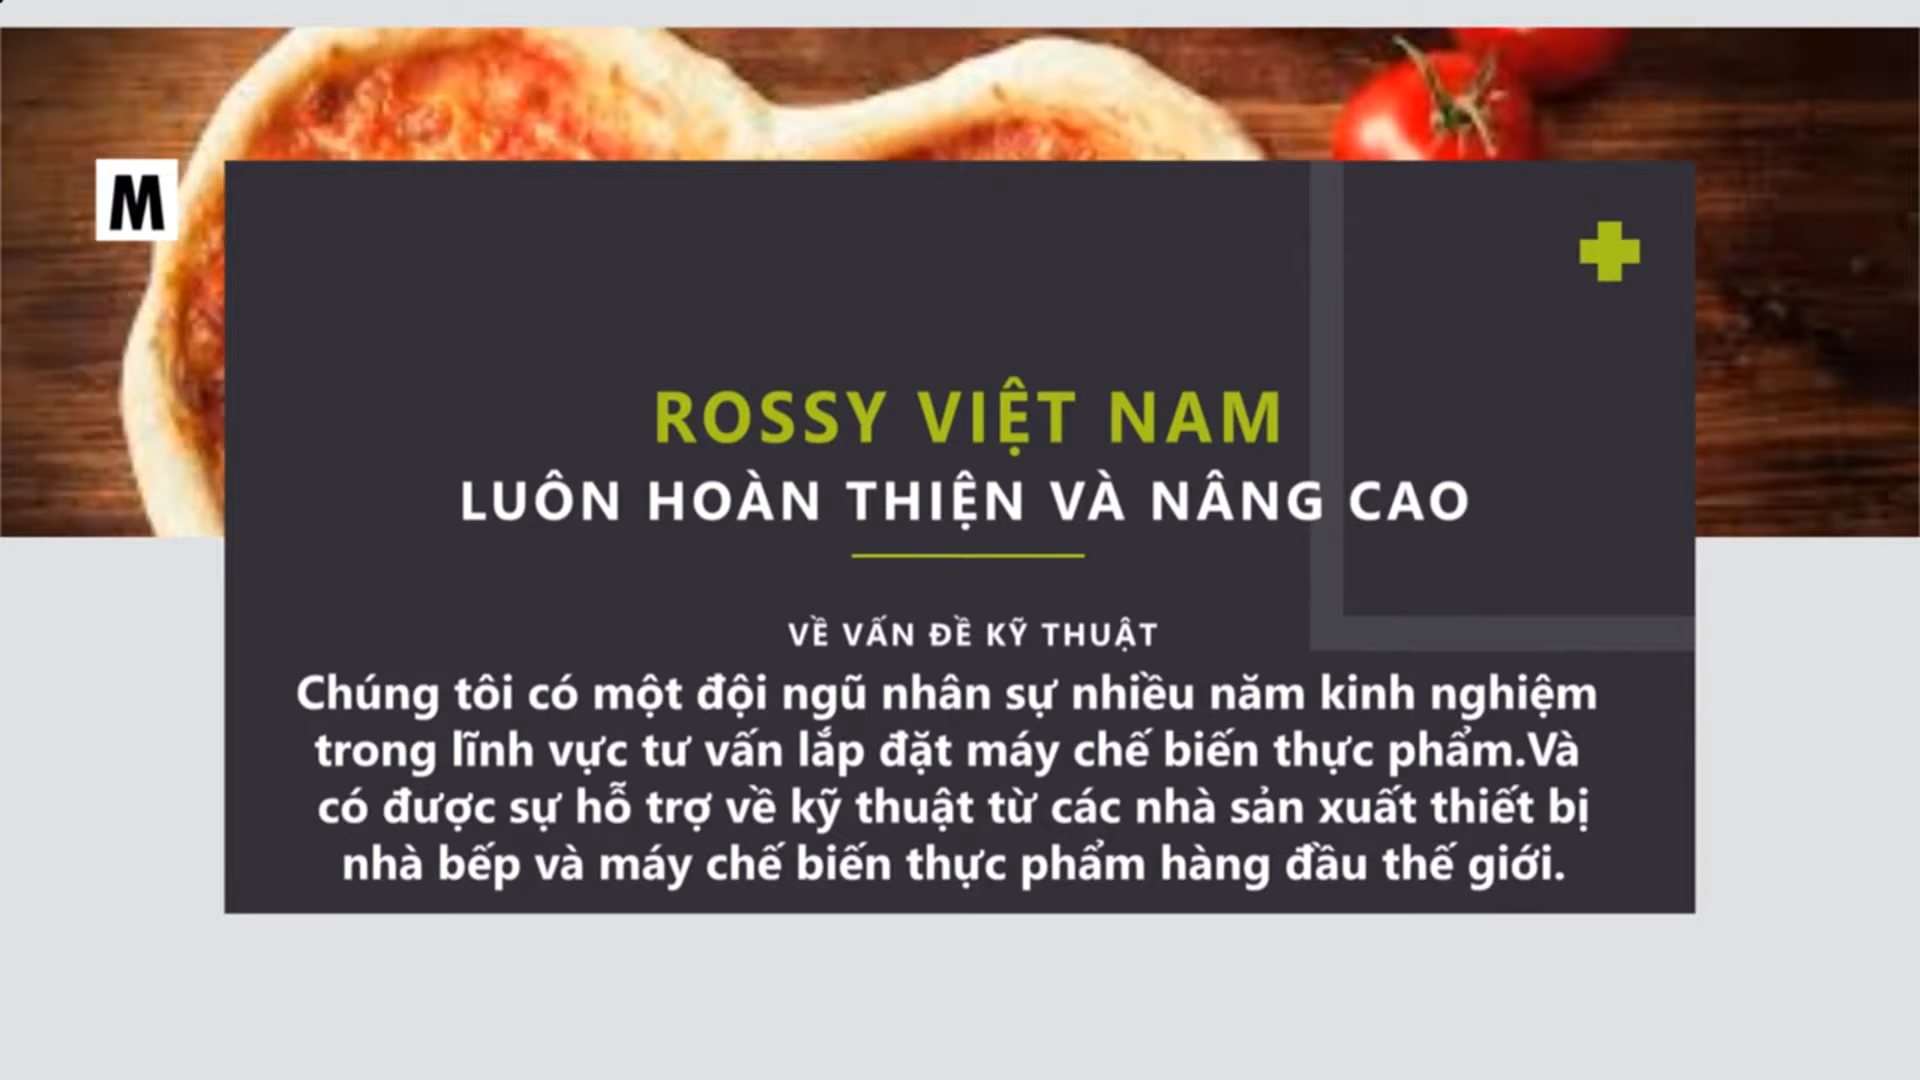 M
ROSSY VIỆT NAM
LUÔN HOÀN THIỆN VÀ NÂNG CAO
VỀ VẤN ĐỀ KỸ THUẬT
Chúng tôi có một đội ngũ nhân sự nhiều năm kinh nghiệm
trong lĩnh vực tư vấn lắp đặt máy chế biến thực phẩm.Và
có được sự hỗ trợ về kỹ thuật từ các nhà sản xuất thiết bị
nhà bếp và máy chế biến thực phẩm hàng đầu thế giới.